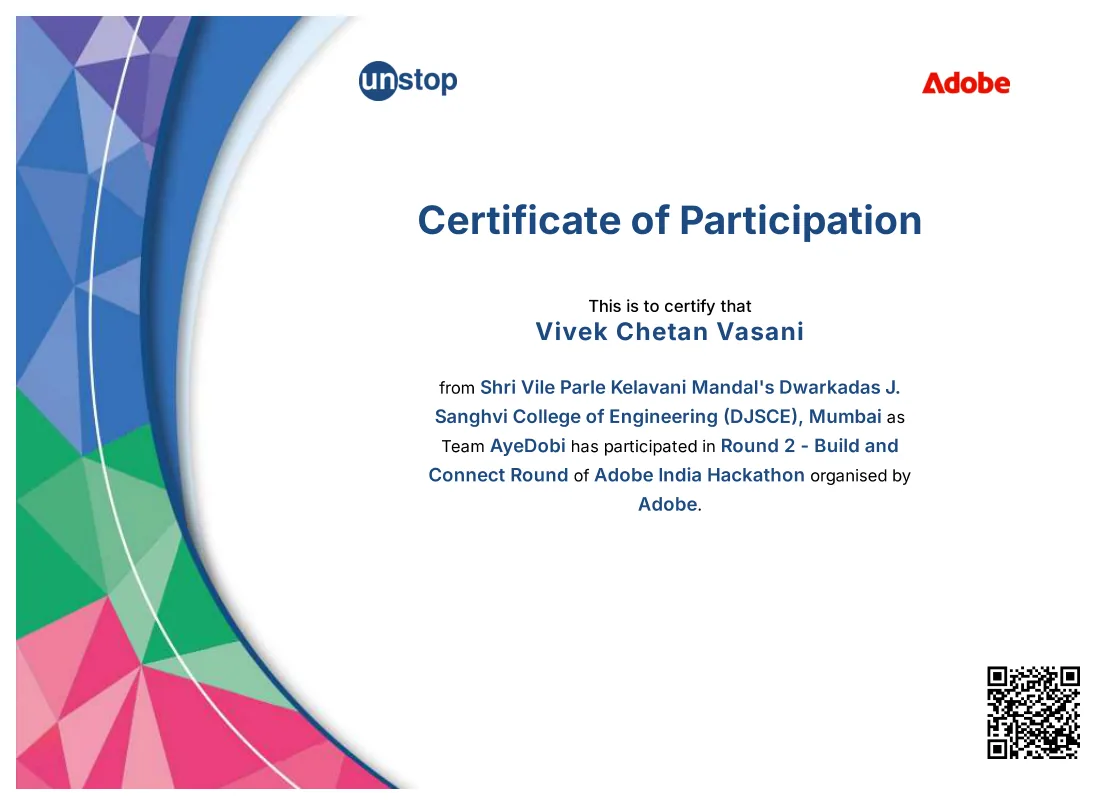 unstop
Adobe
Certificate of Participation
This is to certify that
Vivek Chetan Vasani
from Shri Vile Parle Kelavani Mandal's Dwarkadas J.
Sanghvi College of Engineering (DJSCE), Mumbai as
Team AyeDobi has participated in Round 2 - Build and
Connect Round of Adobe India Hackathon organised by
Adobe.